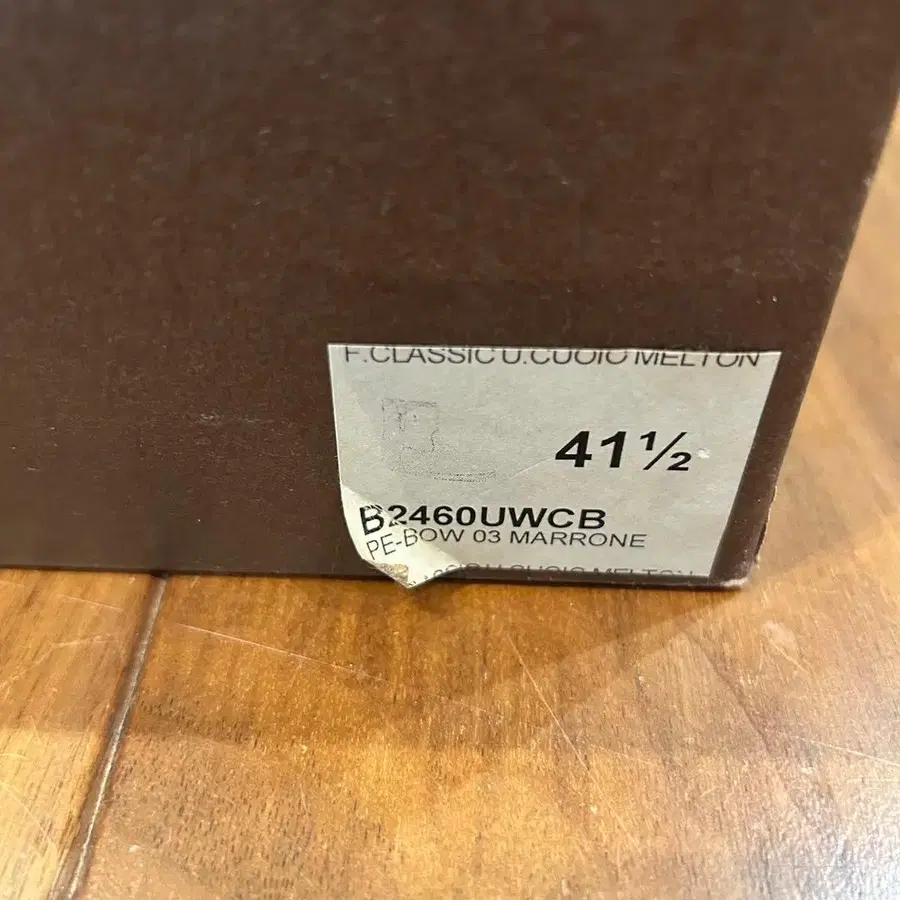 F.CLASSIC U.CUOIO MELTON
41½
B2460UWCB
PE-BOW 03 MARRONE